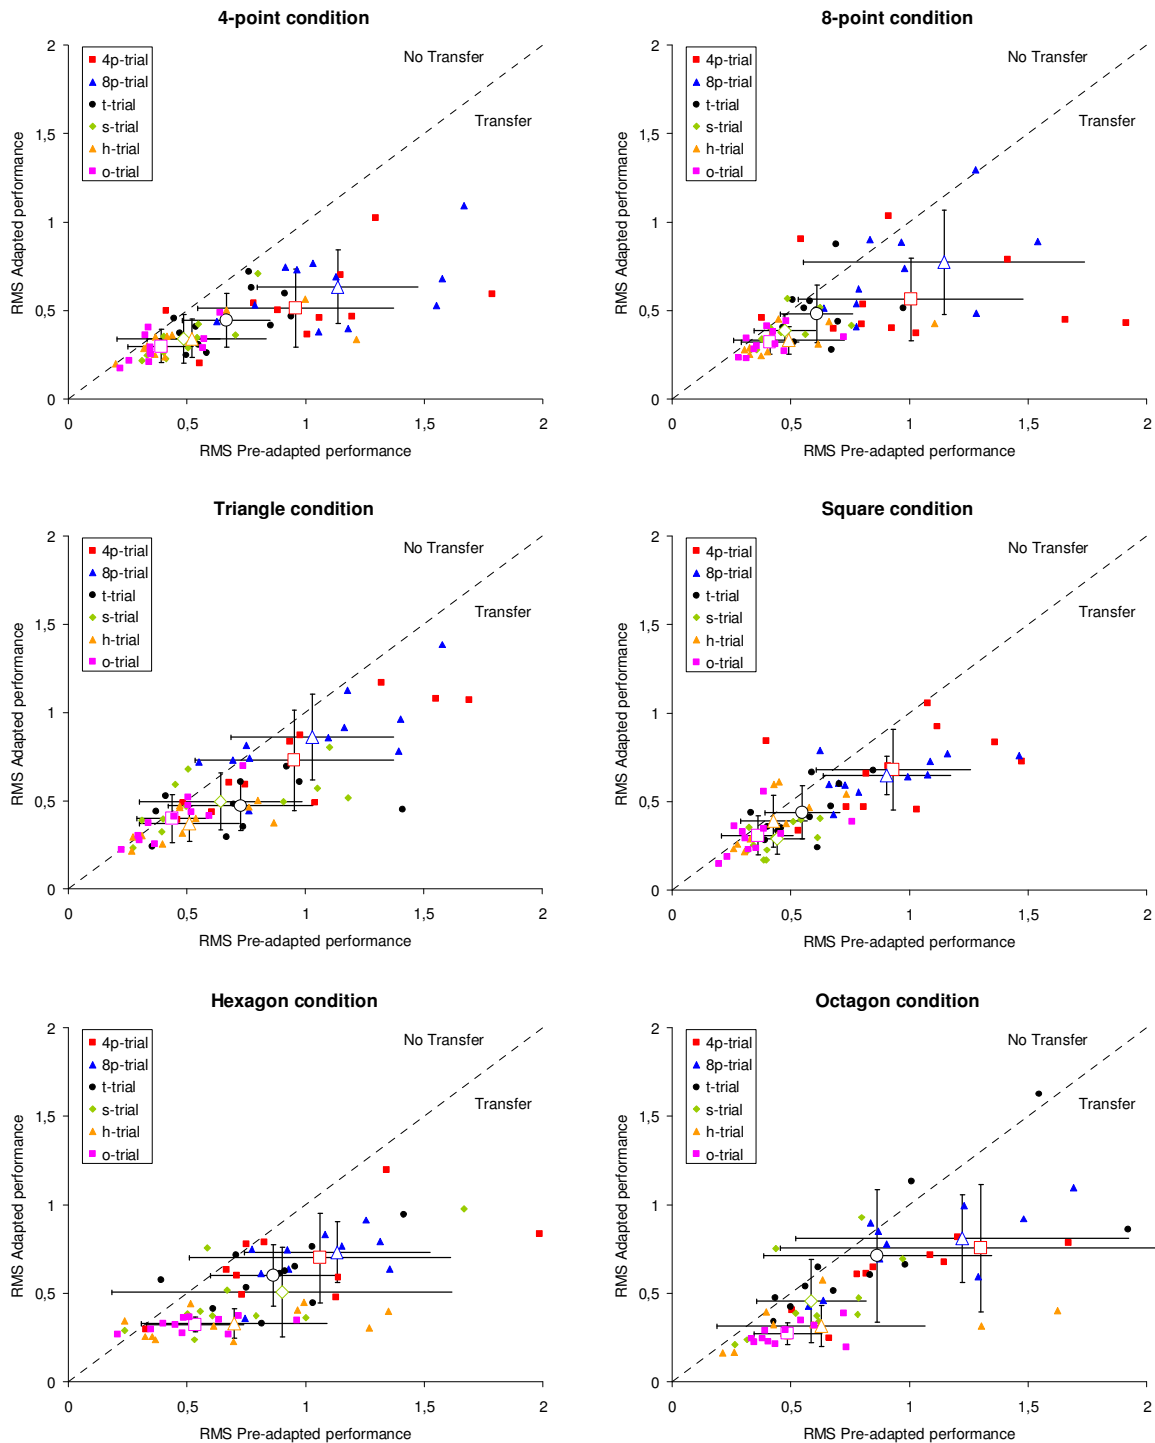 4-point condition
2
1,5
1
0,5
0
0
0,5
1
1,5
2
RMS Adapted performance
RMS Pre-adapted performance
4p-trial
8p-trial
t-trial
s-trial
h-trial
o-trial
No Transfer
Transfer
8-point condition
2
1,5
1
0,5
0
0
0,5
1
1,5
2
RMS Adapted performance
RMS Pre-adapted performance
4p-trial
8p-trial
t-trial
s-trial
h-trial
o-trial
No Transfer
Transfer
Triangle condition
2
1,5
1
0,5
0
0
0,5
1
1,5
2
RMS Adapted performance
RMS Pre-adapted performance
4p-trial
8p-trial
t-trial
s-trial
h-trial
o-trial
No Transfer
Transfer
Square condition
2
1,5
1
0,5
0
0
0,5
1
1,5
2
RMS Adapted performance
RMS Pre-adapted performance
4p-trial
8p-trial
t-trial
s-trial
h-trial
o-trial
No Transfer
Transfer
Hexagon condition
2
1,5
1
0,5
0
0
0,5
1
1,5
2
RMS Adapted performance
RMS Pre-adapted performance
4p-trial
8p-trial
t-trial
s-trial
h-trial
o-trial
No Transfer
Transfer
Octagon condition
2
1,5
1
0,5
0
0
0,5
1
1,5
2
RMS Adapted performance
RMS Pre-adapted performance
4p-trial
8p-trial
t-trial
s-trial
h-trial
o-trial
No Transfer
Transfer